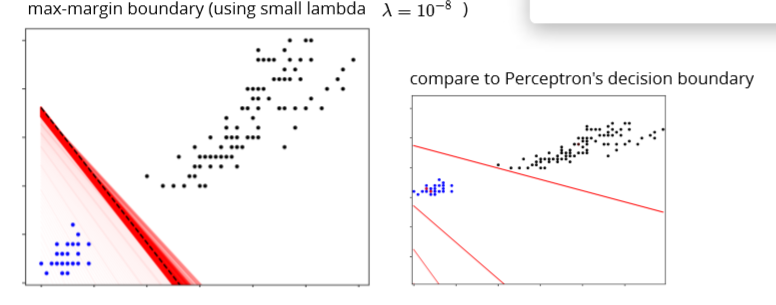 max-margin boundary (using small lambda λ = 10⁻⁸ )
compare to Perceptron's decision boundary